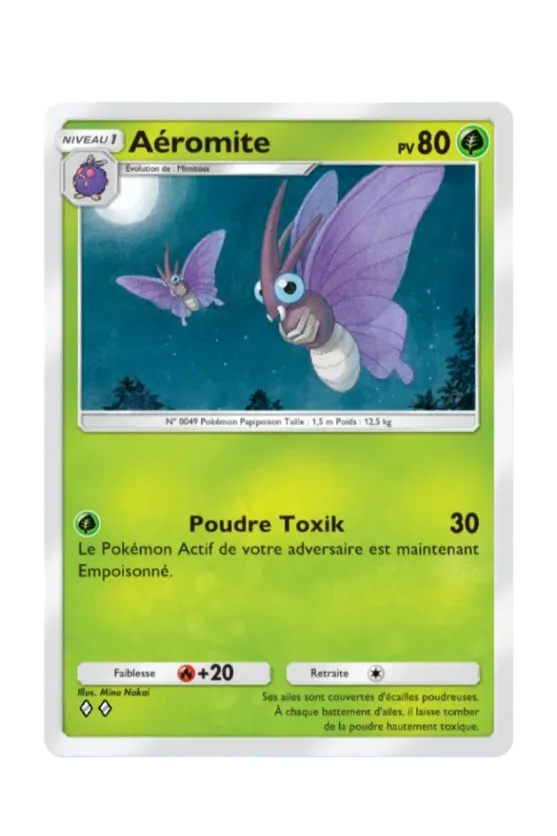 NIVEAU 1
Aéromite
PV 80
Évolution de : Mimitoss
N° 0049 Pokémon Papipoison Taille : 1,5 m Poids : 12,5 kg
Poudre Toxik 30
Le Pokémon Actif de votre adversaire est maintenant
Empoisonné.
Faiblesse +20 Retraite
Illus. Mina Nakai
Ses ailes sont couvertes d'écailles poudreuses.
À chaque battement d'ailes, il laisse tomber
de la poudre hautement toxique.